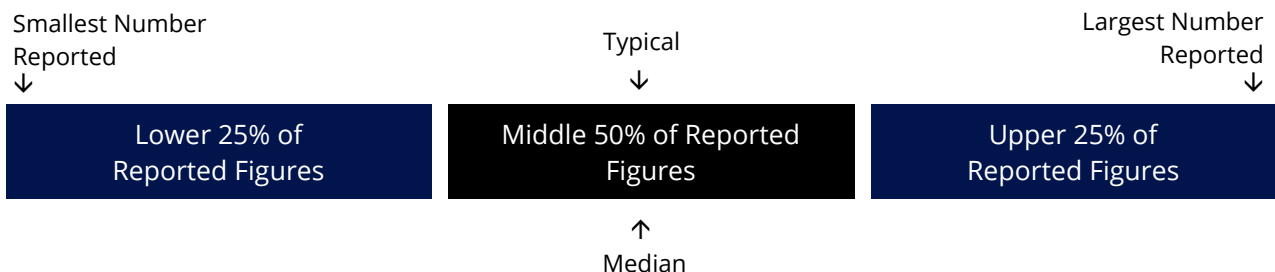 Smallest Number
Reported
↓
Typical
↓
Largest Number
Reported
↓
Lower 25% of
Reported Figures
Middle 50% of Reported
Figures
Upper 25% of
Reported Figures
↑
Median